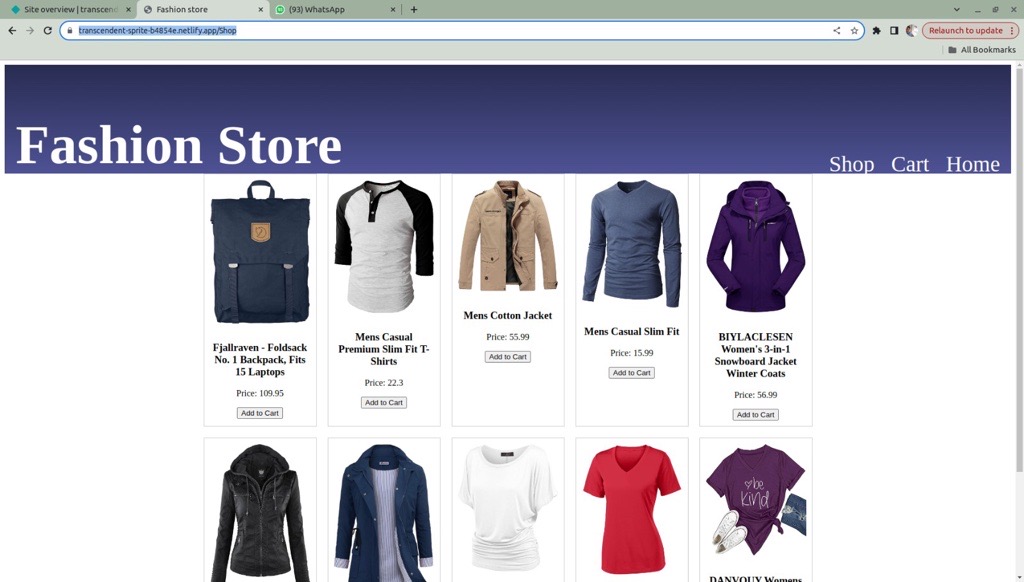 Site overview | transcend
Fashion store
(93) WhatsApp
transcendent-sprite-b4854e.netlify.app/Shop
Relaunch to update
All Bookmarks
Fashion Store
Shop Cart Home
Fjallraven - Foldsack
No. 1 Backpack, Fits
15 Laptops
Price: 109.95
Add to Cart
Mens Casual
Premium Slim Fit T-
Shirts
Price: 22.3
Add to Cart
Mens Cotton Jacket
Price: 55.99
Add to Cart
Mens Casual Slim Fit
Price: 15.99
Add to Cart
BIYLACLESEN
Women's 3-in-1
Snowboard Jacket
Winter Coats
Price: 56.99
Add to Cart
be
kind
DANVOUY Womens